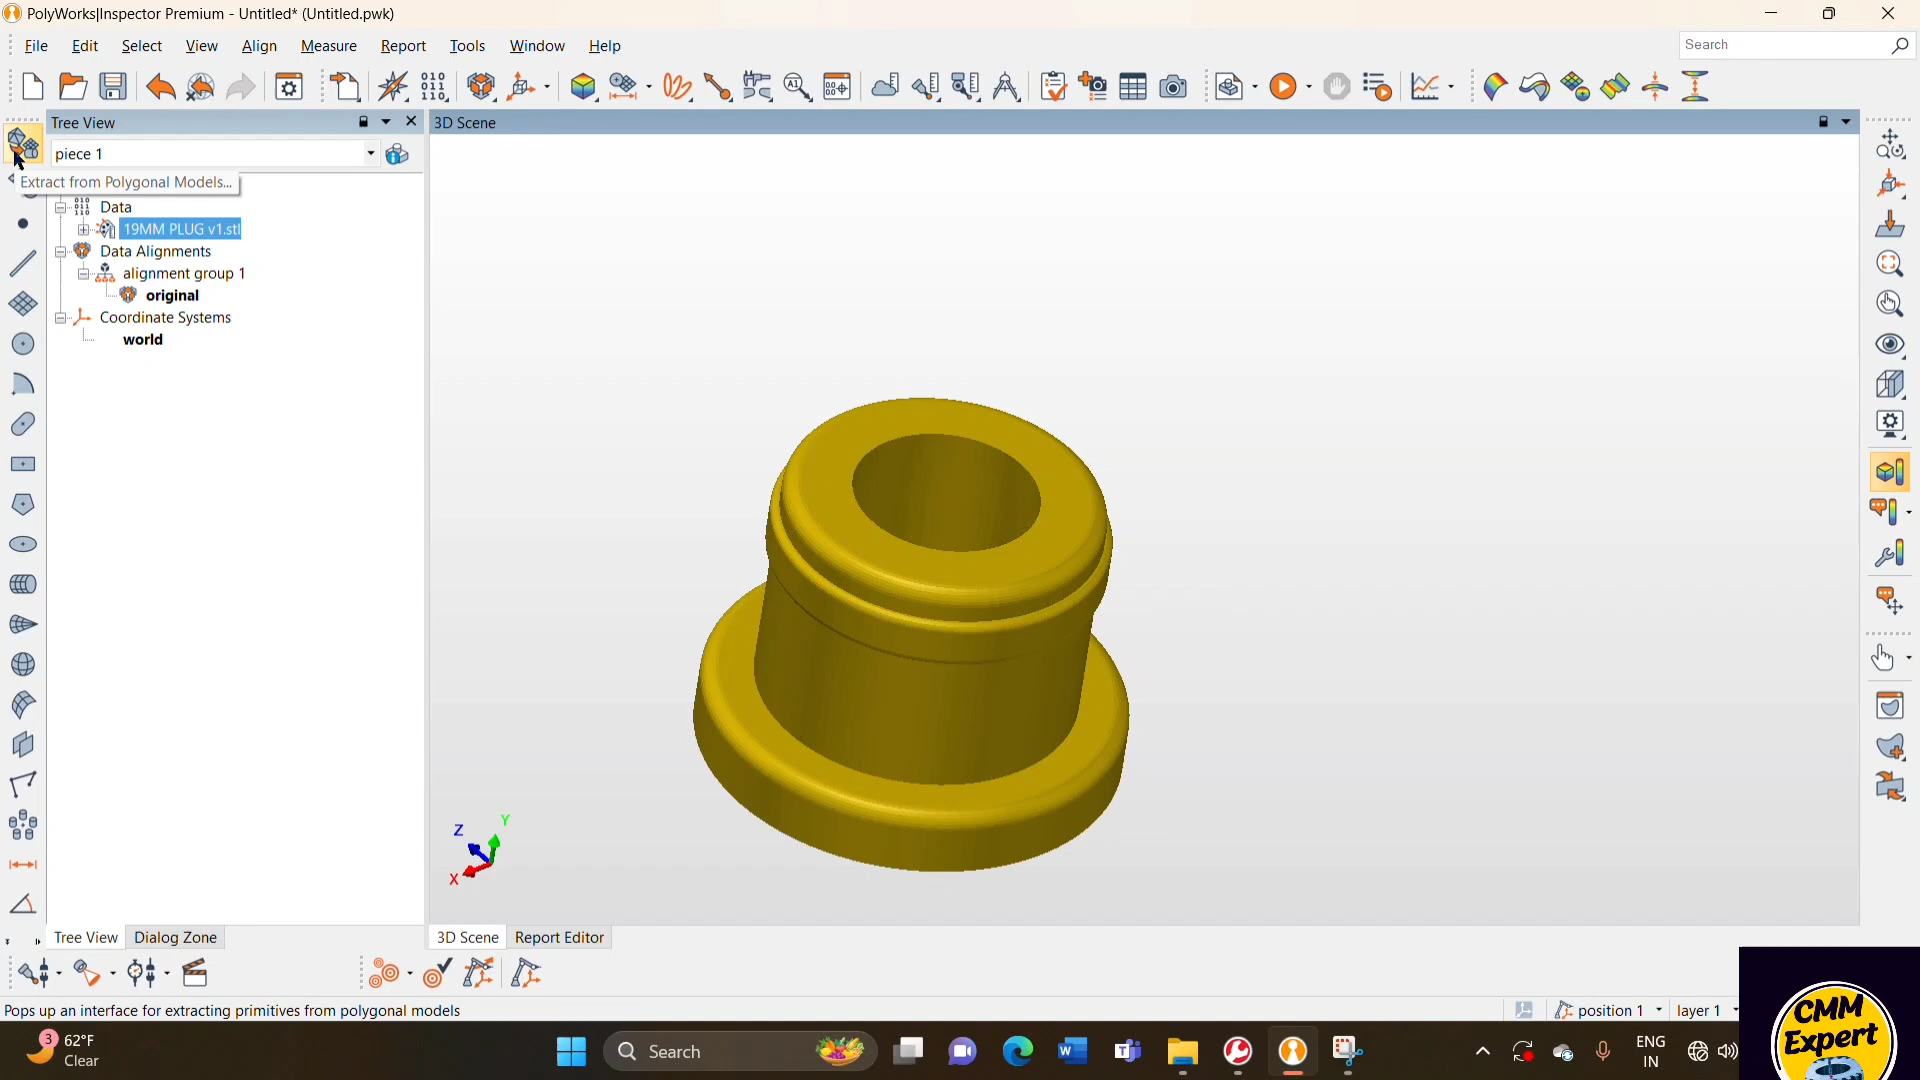 PolyWorks|Inspector Premium - Untitled* (Untitled.pwk)
File Edit Select View Align Measure Report Tools Window Help
Search
Tree View
3D Scene
piece 1
Extract from Polygonal Models...
Data
19MM PLUG v1.stl
Data Alignments
alignment group 1
original
Coordinate Systems
world
Z
Y
X
Tree View Dialog Zone
3D Scene Report Editor
Pops up an interface for extracting primitives from polygonal models
position 1
layer 1
3
62°F
Clear
Search
ENG
IN
CMM
Expert